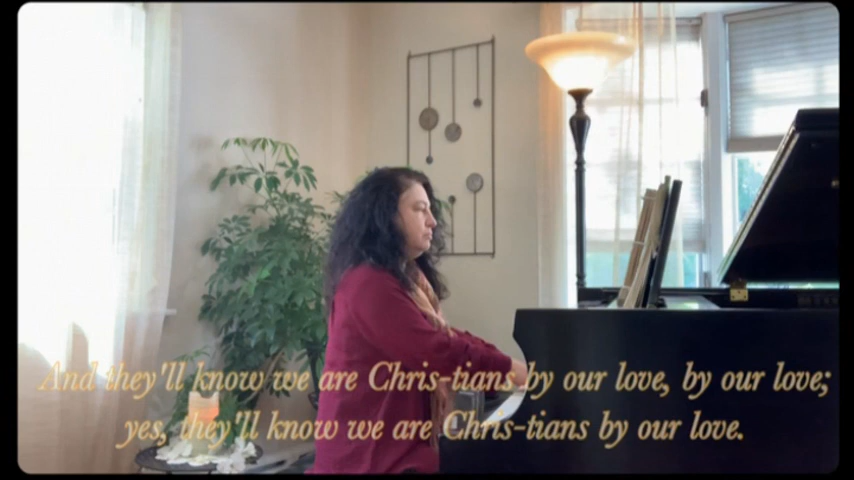 And they'll know we are Chris-tians by our love, by our love;
yes, they'll know we are Chris-tians by our love.